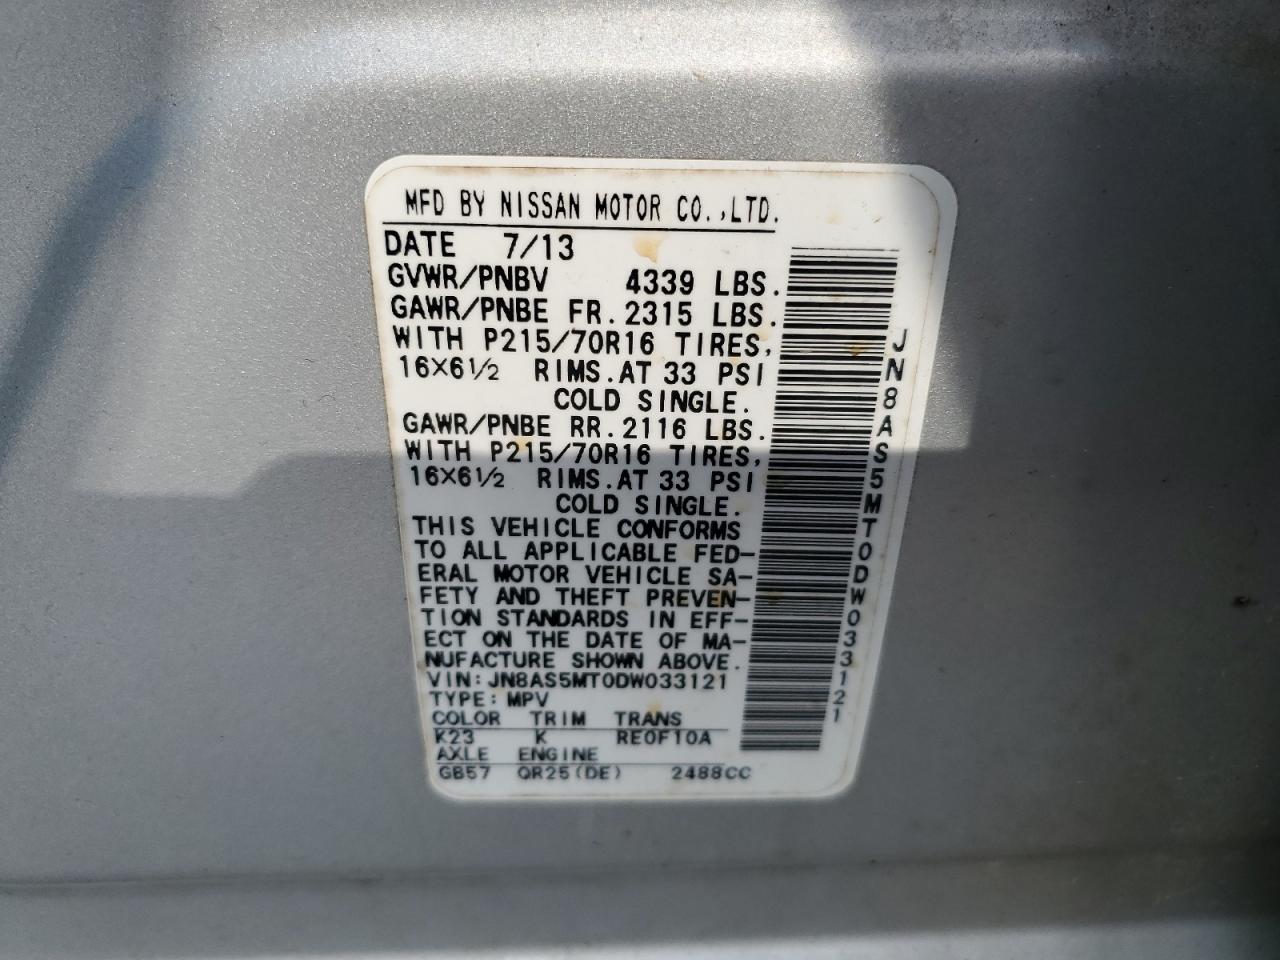 MFD BY NISSAN MOTOR CO.,LTD.
DATE 7/13
GVWR/PNBV 4339 LBS.
GAWR/PNBE FR.2315 LBS.
WITH P215/70R16 TIRES,
16×6½ RIMS.AT 33 PSI
COLD SINGLE.
GAWR/PNBE RR.2116 LBS.
WITH P215/70R16 TIRES,
16×6½ RIMS.AT 33 PSI
COLD SINGLE.
THIS VEHICLE CONFORMS
TO ALL APPLICABLE FED-
ERAL MOTOR VEHICLE SA-
FETY AND THEFT PREVEN-
TION STANDARDS IN EFF-
ECT ON THE DATE OF MA-
NUFACTURE SHOWN ABOVE.
VIN:JN8AS5MT0DW033121
TYPE:MPV
COLOR TRIM TRANS
K23 K RE0F10A
AXLE ENGINE
GB57 QR25(DE) 2488CC
JN8AS5MT0DW033121